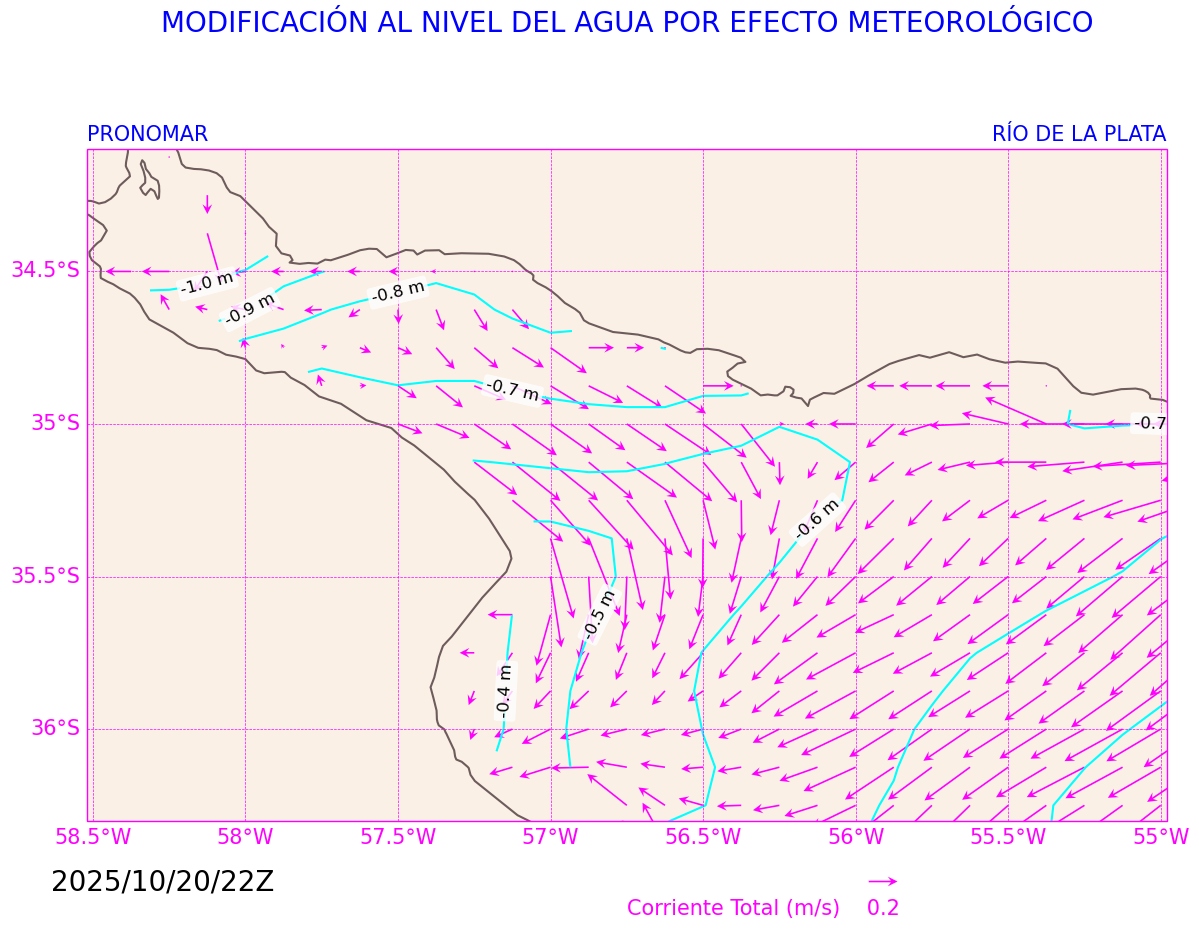 MODIFICACIÓN AL NIVEL DEL AGUA POR EFECTO METEOROLÓGICO
PRONOMAR
RÍO DE LA PLATA
34.5°S
35°S
35.5°S
36°S
-1.0 m
-0.9 m
-0.8 m
-0.7 m
-0.7
-0.6 m
-0.5 m
-0.4 m
58.5°W 58°W 57.5°W 57°W 56.5°W 56°W 55.5°W 55°W
2025/10/20/22Z
Corriente Total (m/s) 0.2